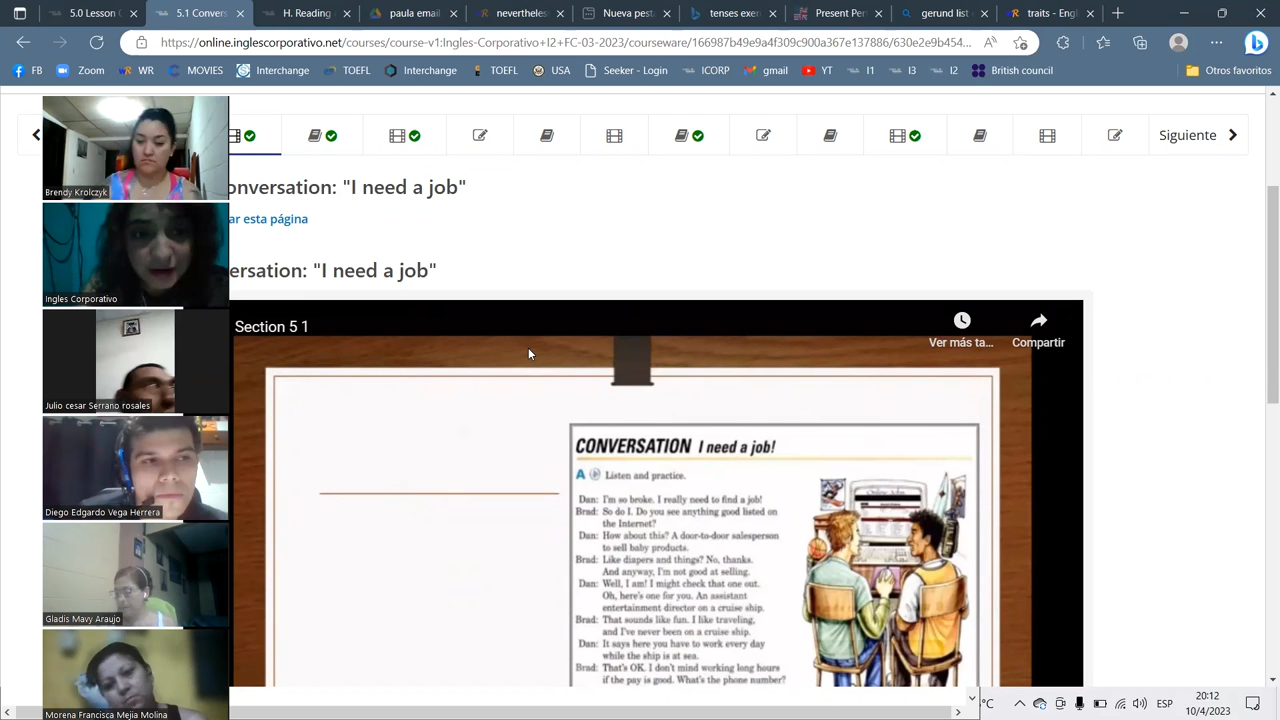 5.0 Lesson
5.1 Conver
H. Reading
paula email
nevertheles
Nueva pest
tenses exer
Present Per
gerund list
traits - Engl
https://online.inglescorporativo.net/courses/course-v1:Ingles-Corporativo+I2+FC-03-2023/courseware/166987b49e9a4f309c900a367e137886/630e2e9b454...
FB
Zoom
WR
MOVIES
Interchange
TOEFL
Interchange
TOEFL
USA
Seeker - Login
ICORP
gmail
YT
I1
I3
I2
British council
Otros favoritos
Siguiente
onversation: "I need a job"
ar esta página
ersation: "I need a job"
Section 5 1
Ver más ta...
Compartir
CONVERSATION I need a job!
A Listen and practice.
Dan: I'm so broke. I really need to find a job!
Brad: So do I. Do you see anything good listed on
the Internet?
Dan: How about this? A door-to-door salesperson
to sell baby products.
Brad: Like diapers and things? No, thanks.
And anyway, I'm not good at selling.
Dan: Well, I am! I might check that one out.
Oh, here's one for you. An assistant
entertainment director on a cruise ship.
Brad: That sounds like fun. I like traveling,
and I've never been on a cruise ship.
Dan: It says here you have to work every day
while the ship is at sea.
Brad: That's OK. I don't mind working long hours
if the pay is good. What's the phone number?
Online Jobs
Brendy Krolczyk
Ingles Corporativo
Julio cesar Serrano rosales
Diego Edgardo Vega Herrera
Gladis Mavy Araujo
Morena Francisca Mejia Molina
°C
ESP
20:12
10/4/2023